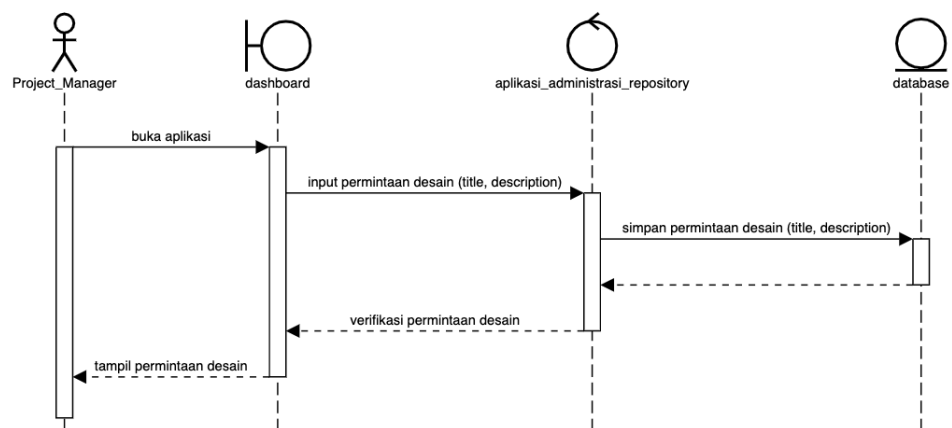 Project_Manager
dashboard
aplikasi_administrasi_repository
database
buka aplikasi
input permintaan desain (title, description)
simpan permintaan desain (title, description)
verifikasi permintaan desain
tampil permintaan desain